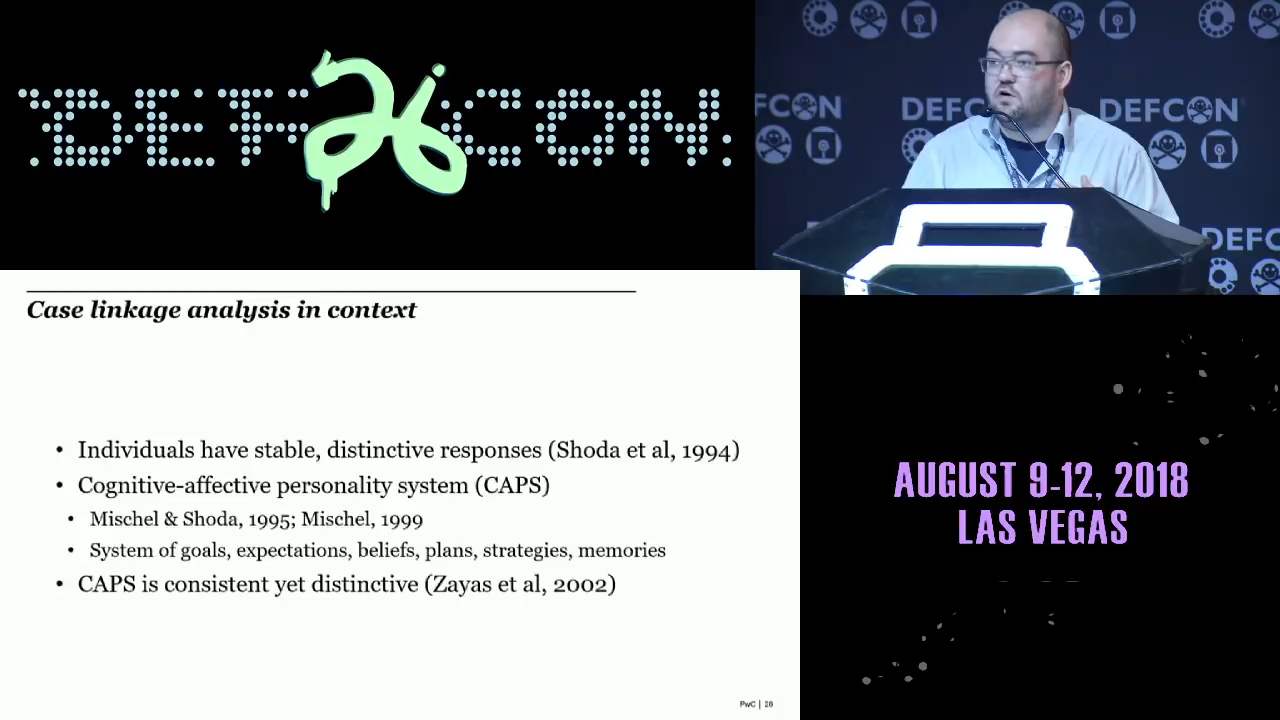 DEF 26 CON
DEFCON
DEFCON
DEFCON
DEFCON
Case linkage analysis in context
• Individuals have stable, distinctive responses (Shoda et al, 1994)
• Cognitive-affective personality system (CAPS)
• Mischel & Shoda, 1995; Mischel, 1999
• System of goals, expectations, beliefs, plans, strategies, memories
• CAPS is consistent yet distinctive (Zayas et al, 2002)
PwC | 26
AUGUST 9-12, 2018
LAS VEGAS